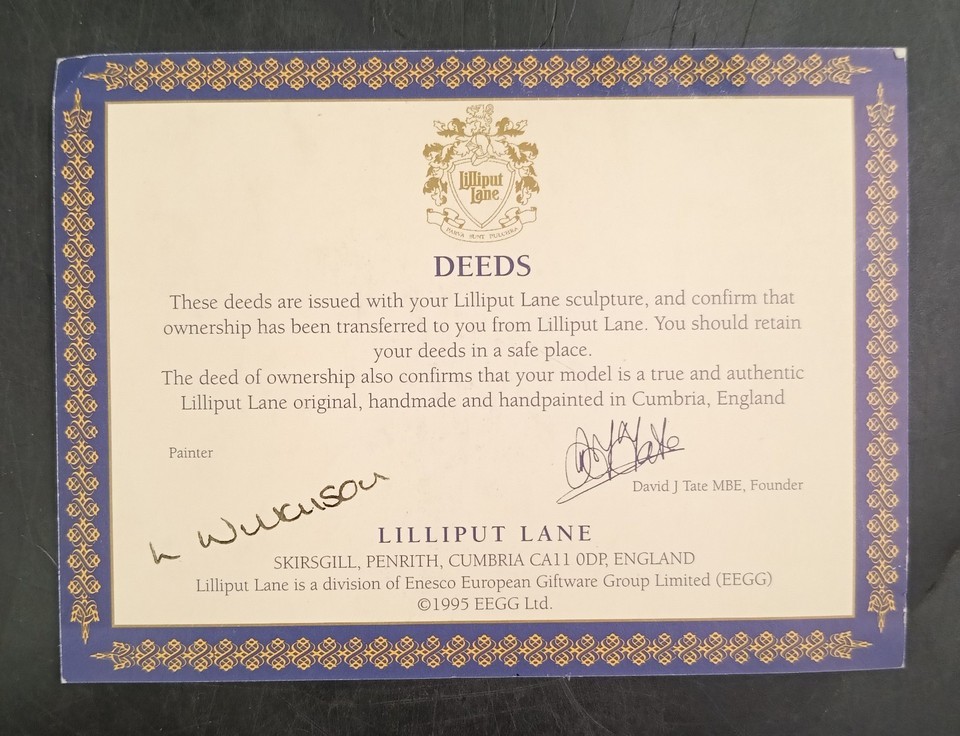 Lilliput
Lane
PARVA SUNT PULCHRA
DEEDS
These deeds are issued with your Lilliput Lane sculpture, and confirm that
ownership has been transferred to you from Lilliput Lane. You should retain
your deeds in a safe place.
The deed of ownership also confirms that your model is a true and authentic
Lilliput Lane original, handmade and handpainted in Cumbria, England
Painter
L Wilkinson
David J Tate MBE, Founder
LILLIPUT LANE
SKIRSGILL, PENRITH, CUMBRIA CA11 0DP, ENGLAND
Lilliput Lane is a division of Enesco European Giftware Group Limited (EEGG)
©1995 EEGG Ltd.